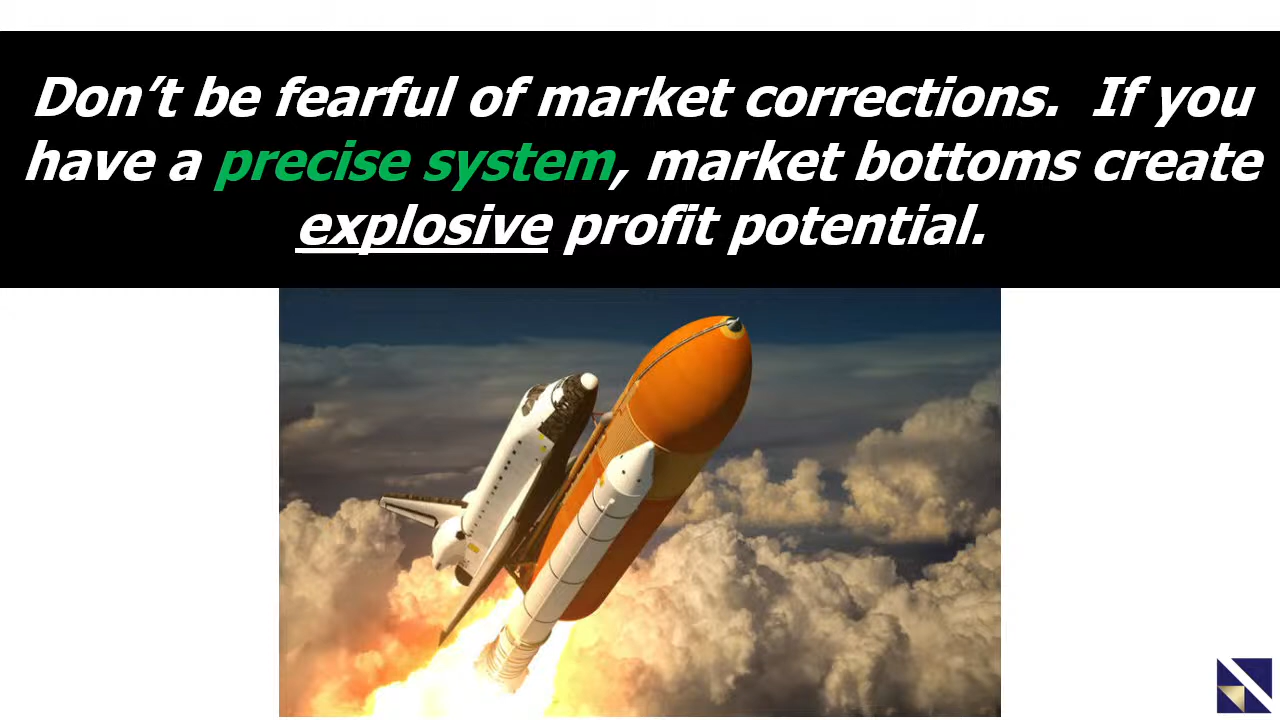 Don’t be fearful of market corrections.  If you
have a precise system, market bottoms create
explosive profit potential.